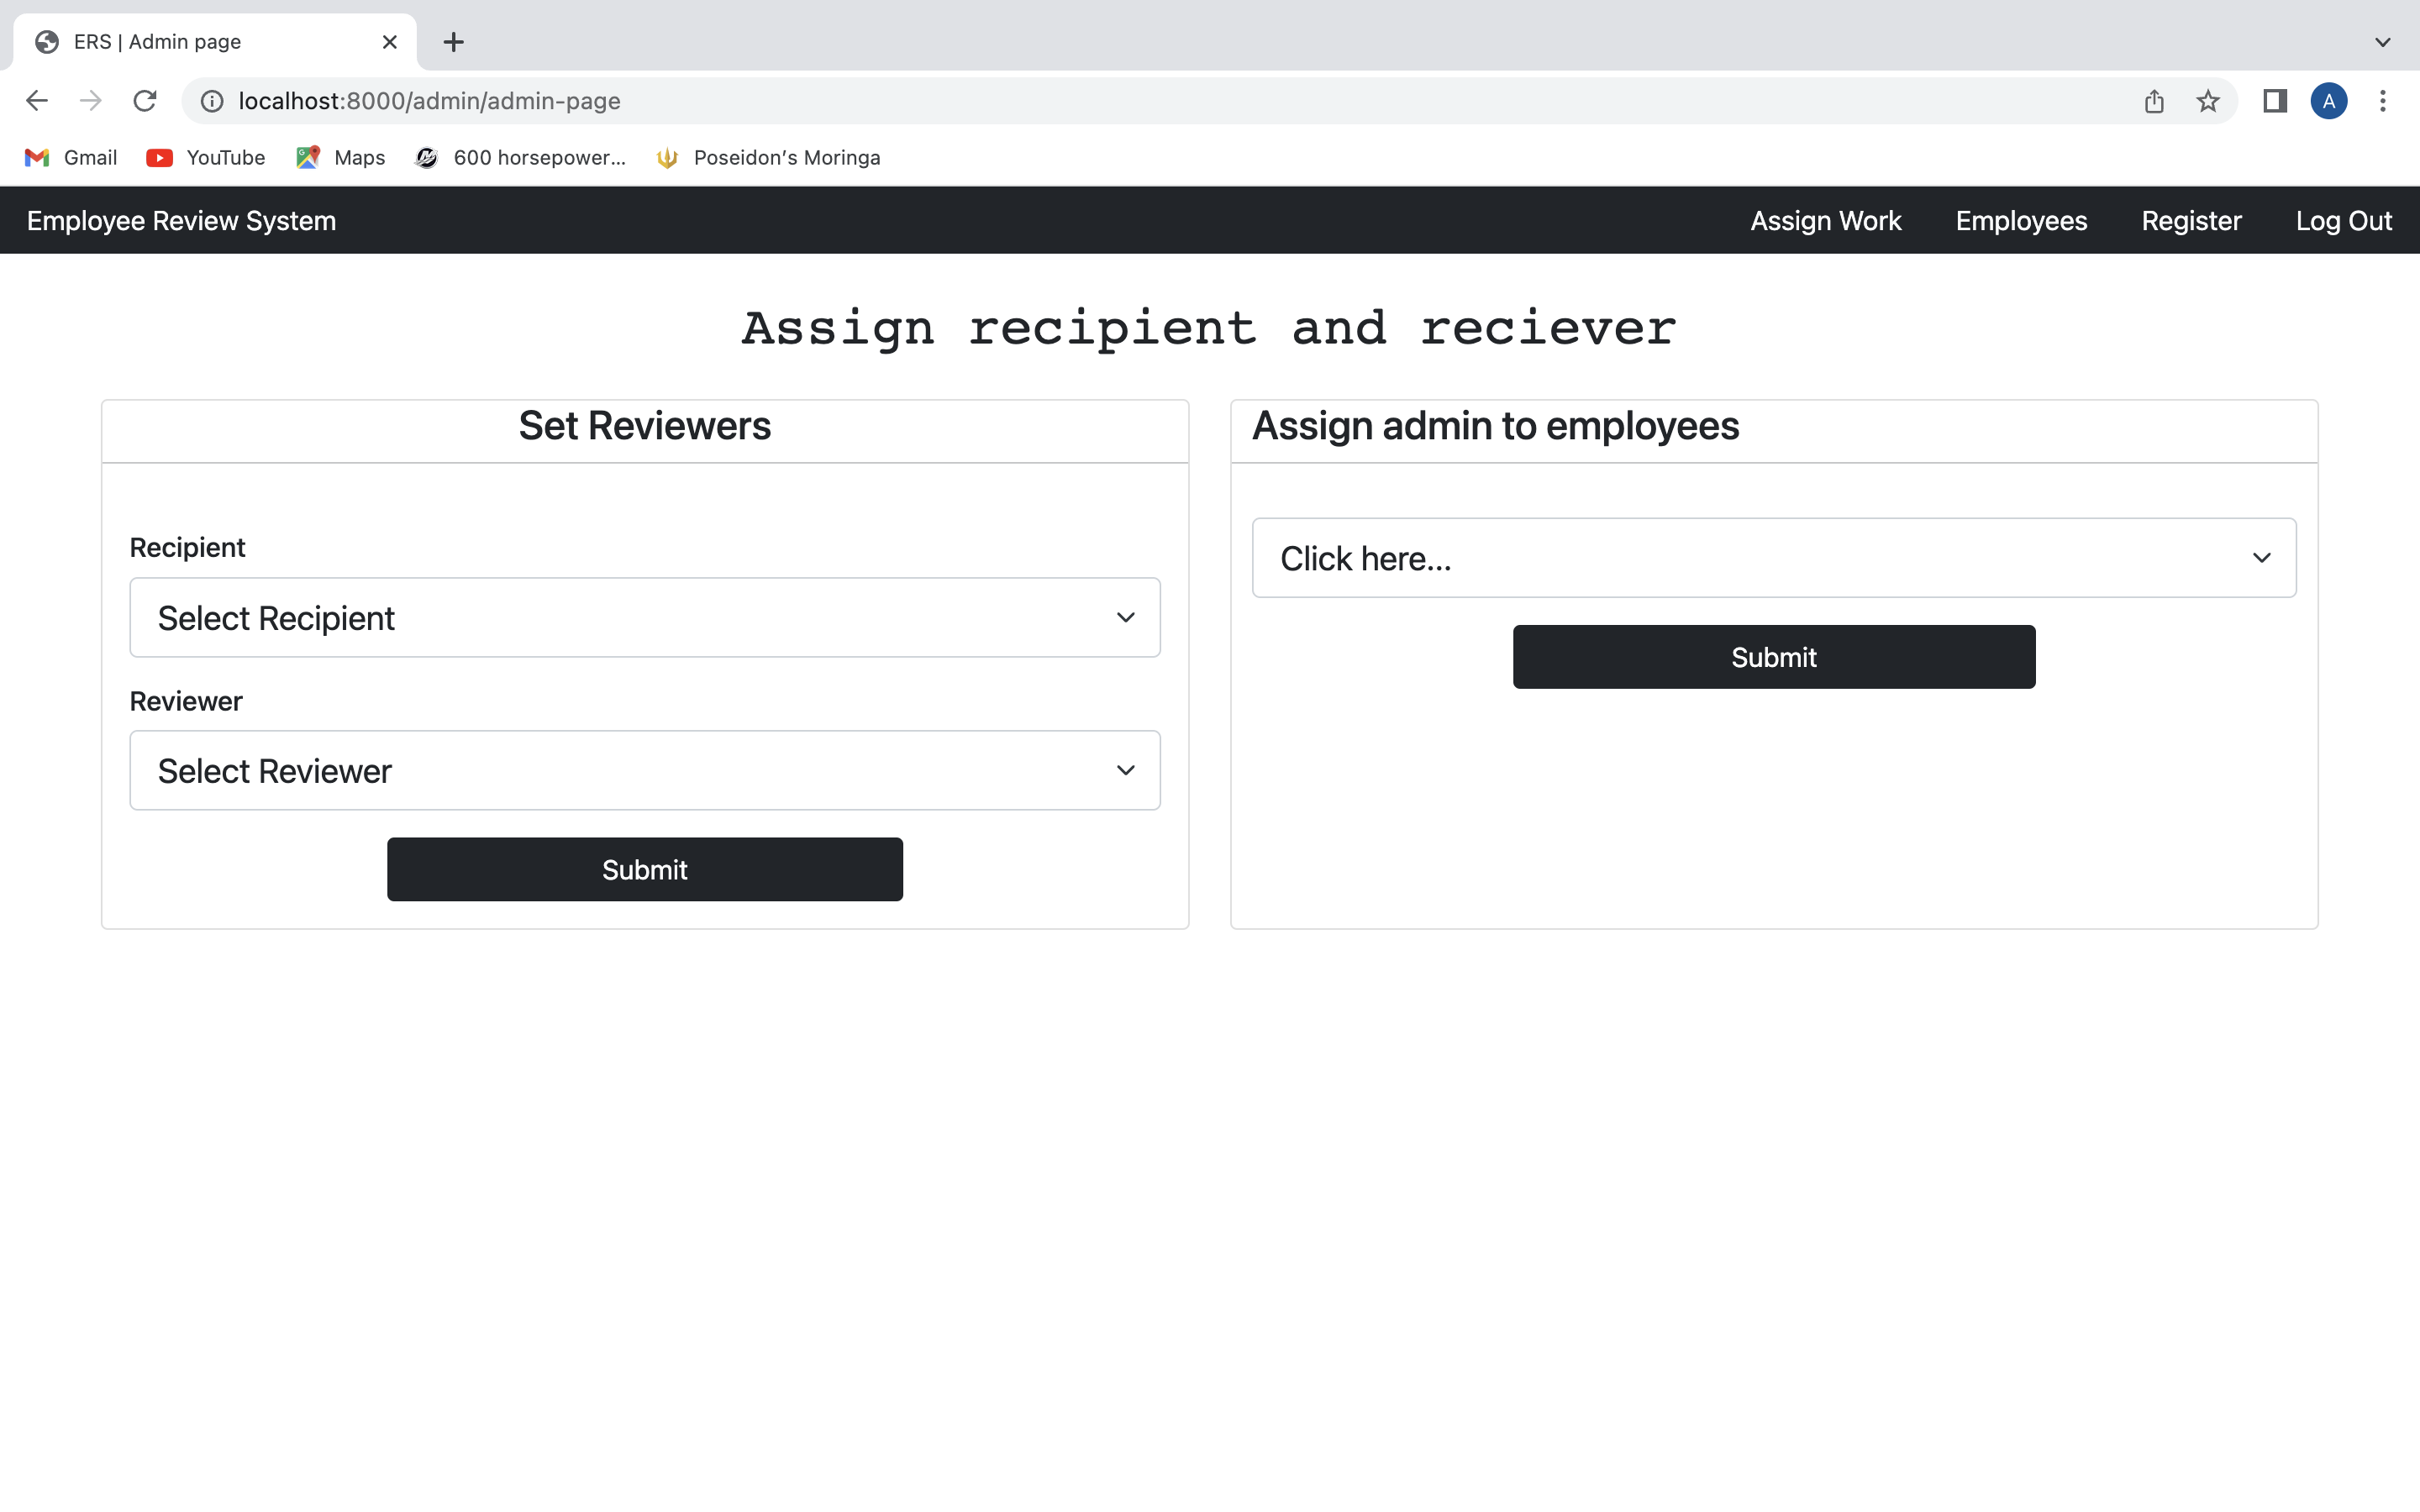 ERS | Admin page
localhost:8000/admin/admin-page
A
Gmail YouTube Maps 600 horsepower... Poseidon's Moringa
Employee Review System Assign Work Employees Register Log Out
Assign recipient and reciever
Set Reviewers
Recipient
Select Recipient
Reviewer
Select Reviewer
Submit
Assign admin to employees
Click here...
Submit